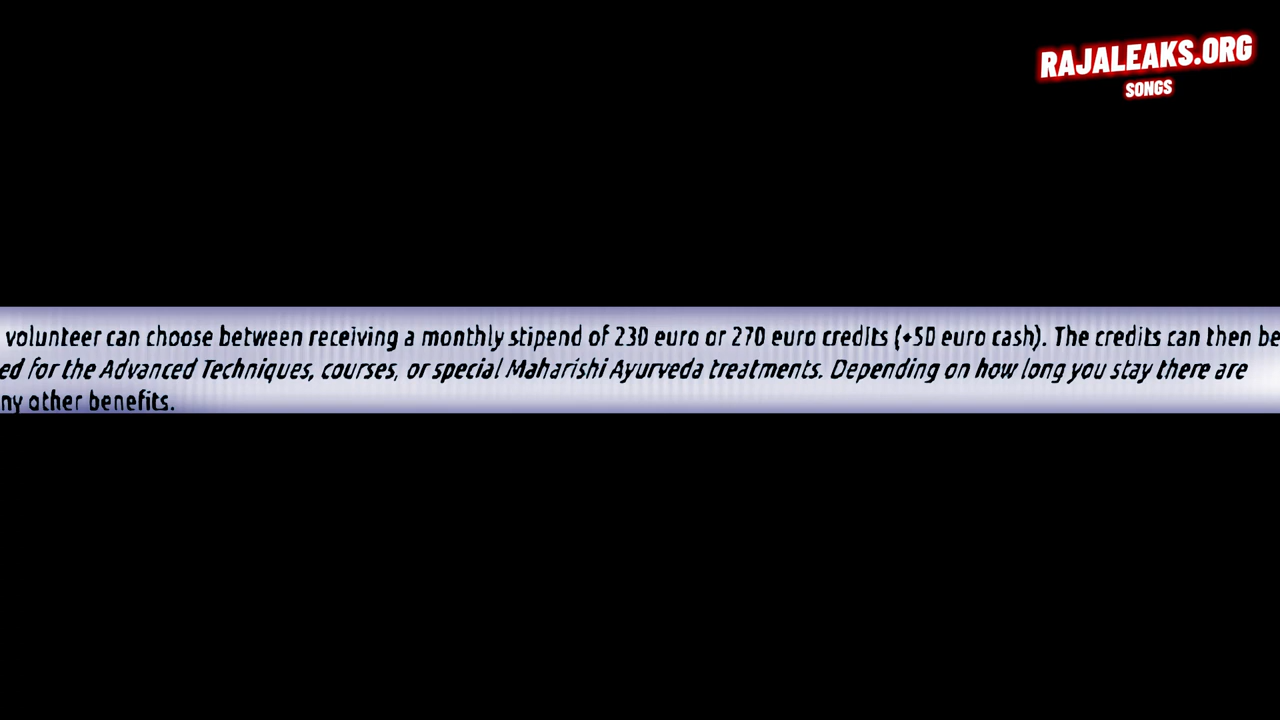 RAJALEAKS.ORG
SONGS
volunteer can choose between receiving a monthly stipend of 230 euro or 270 euro credits (+50 euro cash). The credits can then be
ed for the Advanced Techniques, courses, or special Maharishi Ayurveda treatments. Depending on how long you stay there are
ny other benefits.